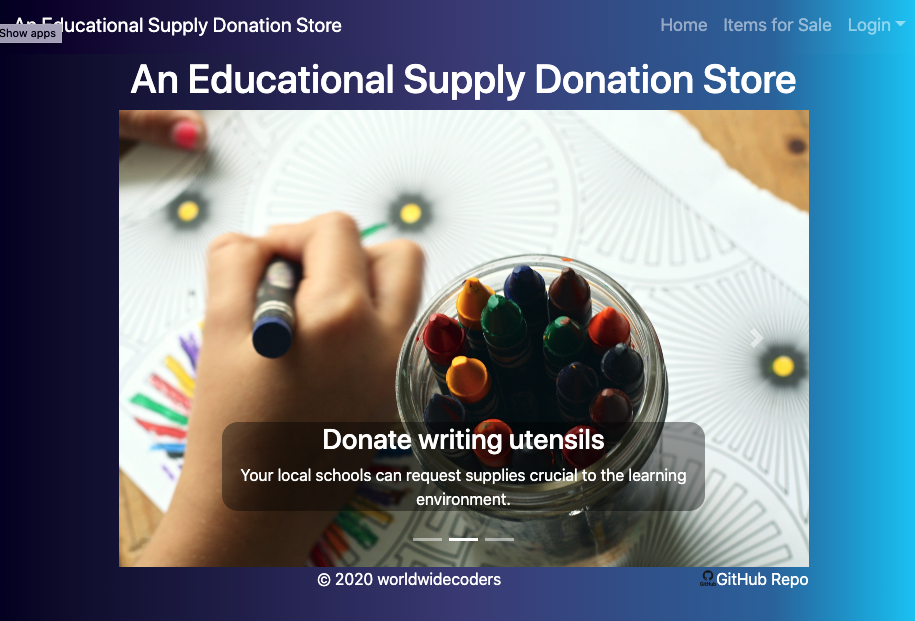 An Educational Supply Donation Store
Home Items for Sale Login
Show apps
An Educational Supply Donation Store
Donate writing utensils
Your local schools can request supplies crucial to the learning
environment.
© 2020 worldwidecoders
GitHub Repo